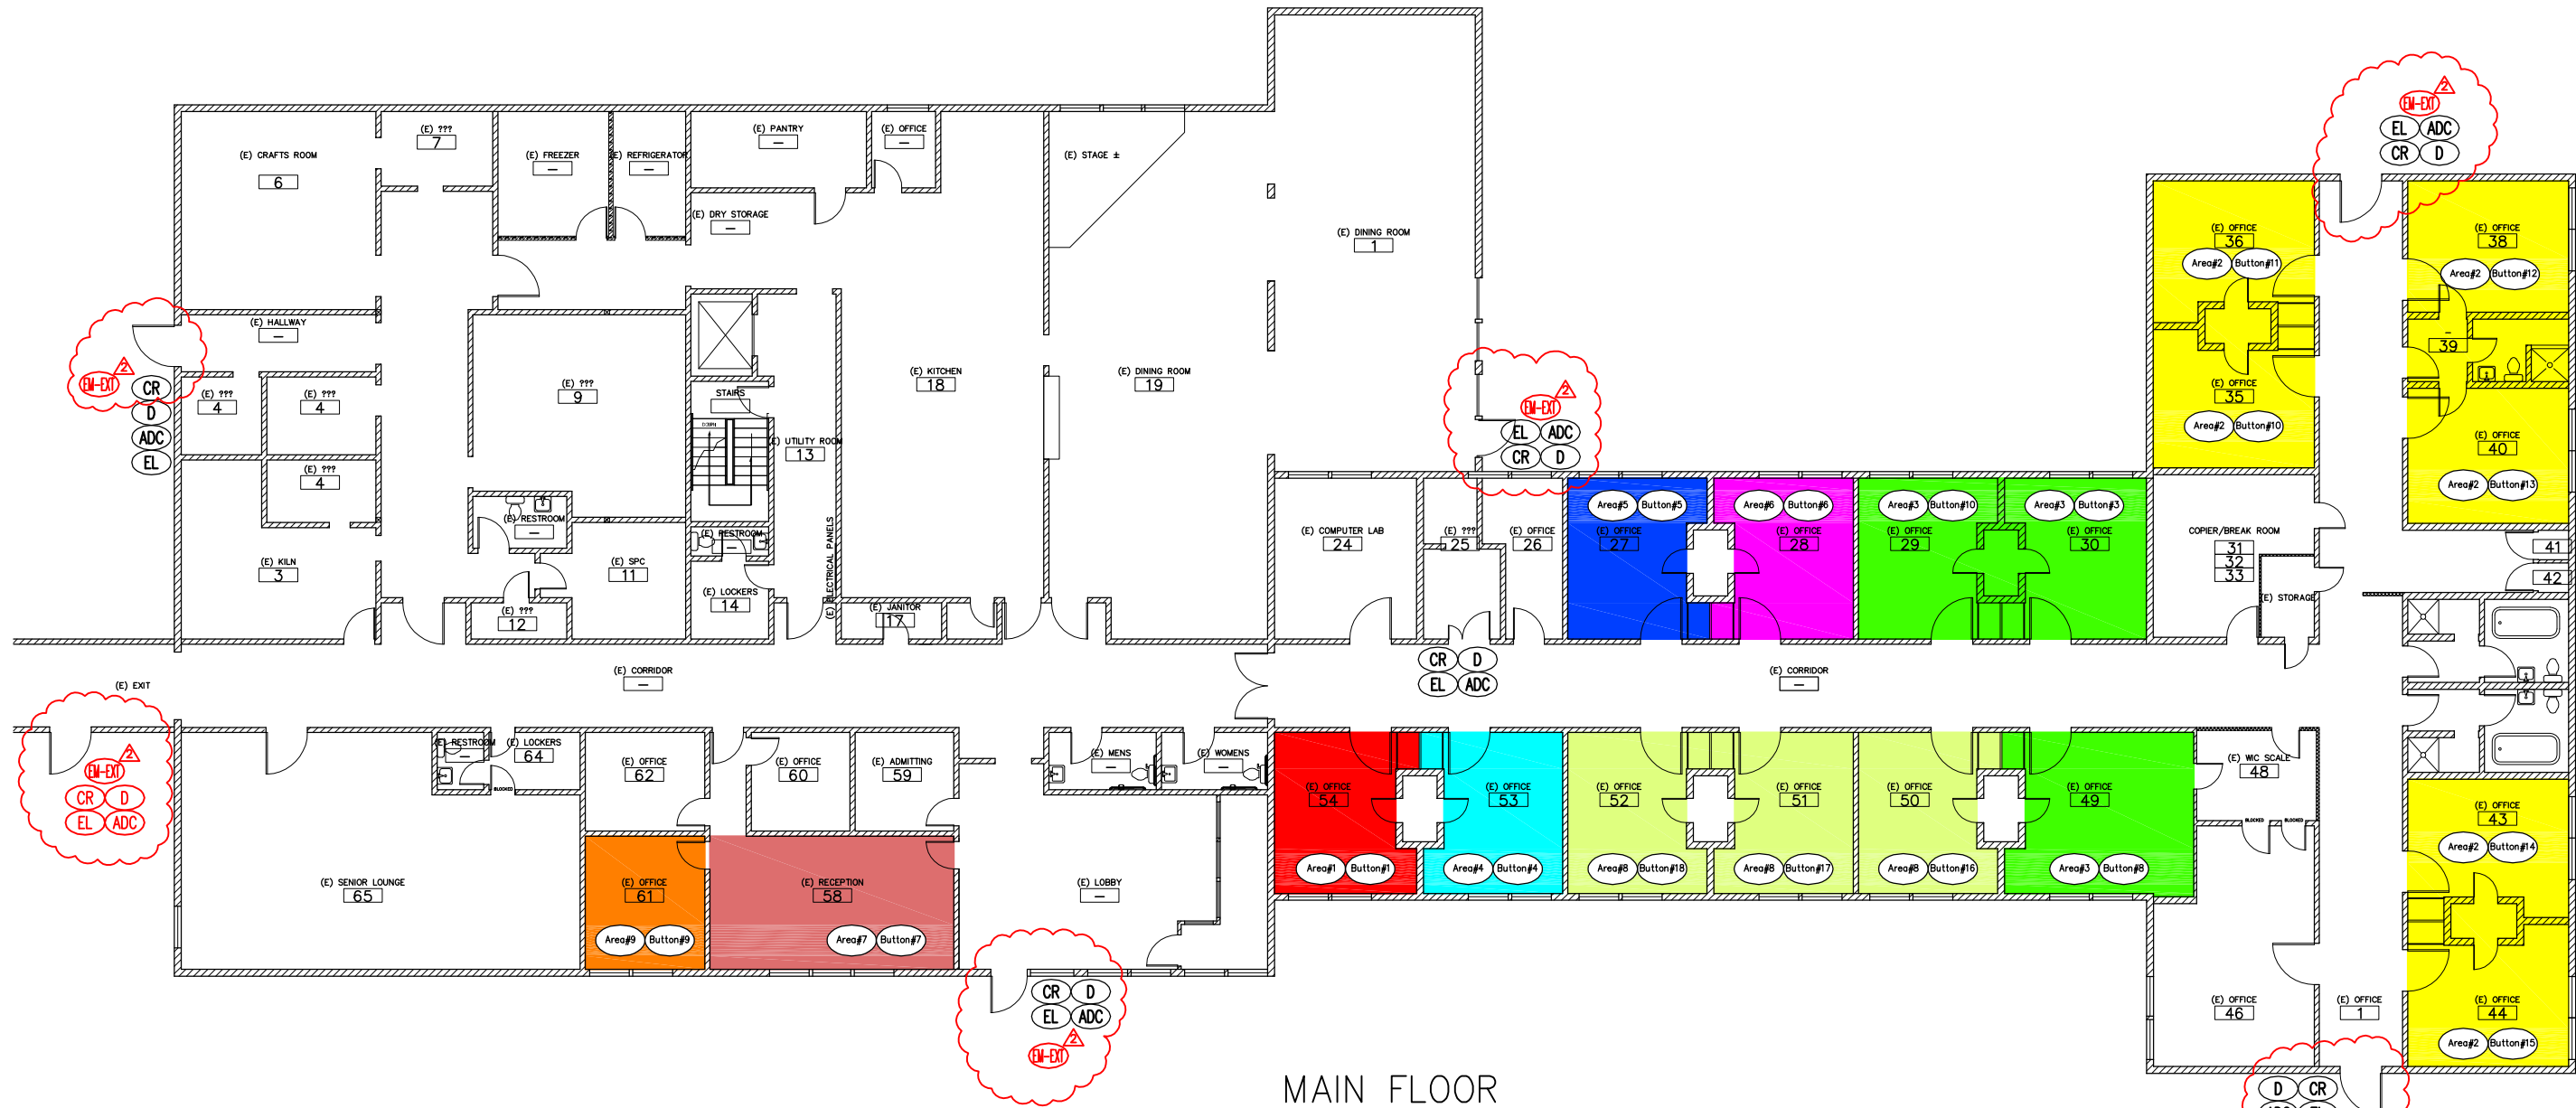 (E) CRAFTS ROOM
6
(E) ???
7
(E) FREEZER
—
(E) REFRIGERATOR
—
(E) PANTRY
—
(E) OFFICE
—
(E) STAGE ±
(E) DRY STORAGE
—
(E) DINING ROOM
1
(E) HALLWAY
—
(E) ???
4
(E) ???
4
(E) ???
4
(E) KILN
3
(E) ???
9
STAIRS
DOWN
(E) UTILITY ROOM
13
(E) KITCHEN
18
(E) DINING ROOM
19
(E) RESTROOM
—
(E) RESTROOM
—
(E) SPC
11
(E) ???
12
(E) LOCKERS
14
(E) ELECTRICAL PANELS
(E) JANITOR
17
2
EM-EXT
CR
D
ADC
EL
2
EM-EXT
EL ADC
CR D
2
EM-EXT
EL ADC
CR D
(E) COMPUTER LAB
24
(E) ???
25
(E) OFFICE
26
Area#5 Button#5
(E) OFFICE
27
Area#6 Button#6
(E) OFFICE
28
Area#3 Button#10
(E) OFFICE
29
Area#3 Button#3
(E) OFFICE
30
COPIER/BREAK ROOM
31
32
33
(E) STORAGE
(E) OFFICE
36
Area#2 Button#11
(E) OFFICE
35
Area#2 Button#10
(E) OFFICE
38
Area#2 Button#12
—
39
(E) OFFICE
40
Area#2 Button#13
41
42
(E) EXIT
(E) CORRIDOR
—
CR D
EL ADC
(E) CORRIDOR
—
2
EM-EXT
CR D
EL ADC
(E) RESTROOM
—
(E) LOCKERS
64
BLOCKED
(E) OFFICE
62
(E) OFFICE
60
(E) ADMITTING
59
(E) MENS
—
(E) WOMENS
—
(E) SENIOR LOUNGE
65
(E) OFFICE
61
Area#9 Button#9
(E) RECEPTION
58
Area#7 Button#7
(E) LOBBY
—
CR D
EL ADC
2
EM-EXT
(E) OFFICE
54
Area#1 Button#1
(E) OFFICE
53
Area#4 Button#4
(E) OFFICE
52
Area#8 Button#18
(E) OFFICE
51
Area#8 Button#17
(E) OFFICE
50
Area#8 Button#16
(E) OFFICE
49
Area#3 Button#8
(E) WIC SCALE
48
BLOCKED BLOCKED
(E) OFFICE
43
Area#2 Button#14
(E) OFFICE
46
(E) OFFICE
1
(E) OFFICE
44
Area#2 Button#15
D CR
ADC EL
MAIN FLOOR